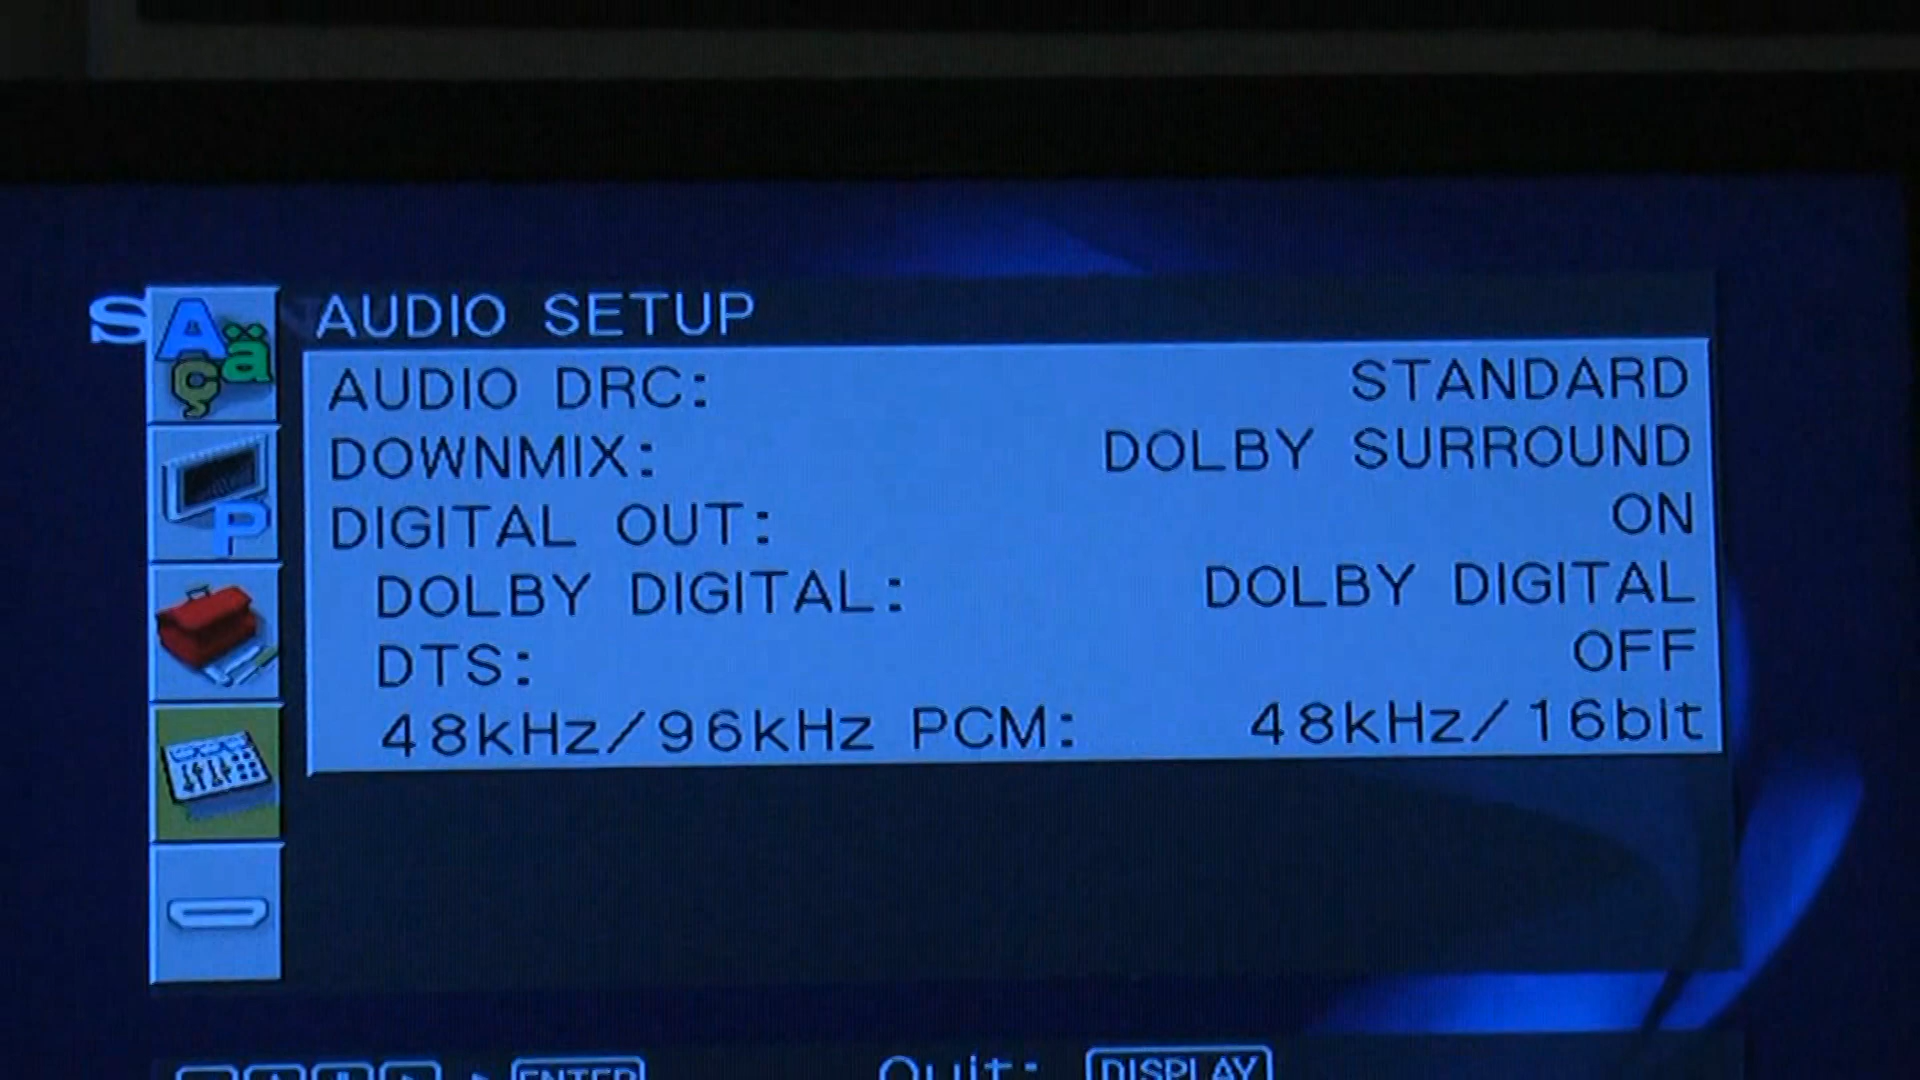 S
AUDIO SETUP
AUDIO DRC: STANDARD
DOWNMIX: DOLBY SURROUND
DIGITAL OUT: ON
DOLBY DIGITAL: DOLBY DIGITAL
DTS: OFF
48kHz/96kHz PCM: 48kHz/16bit
ENTER Quit: DISPLAY